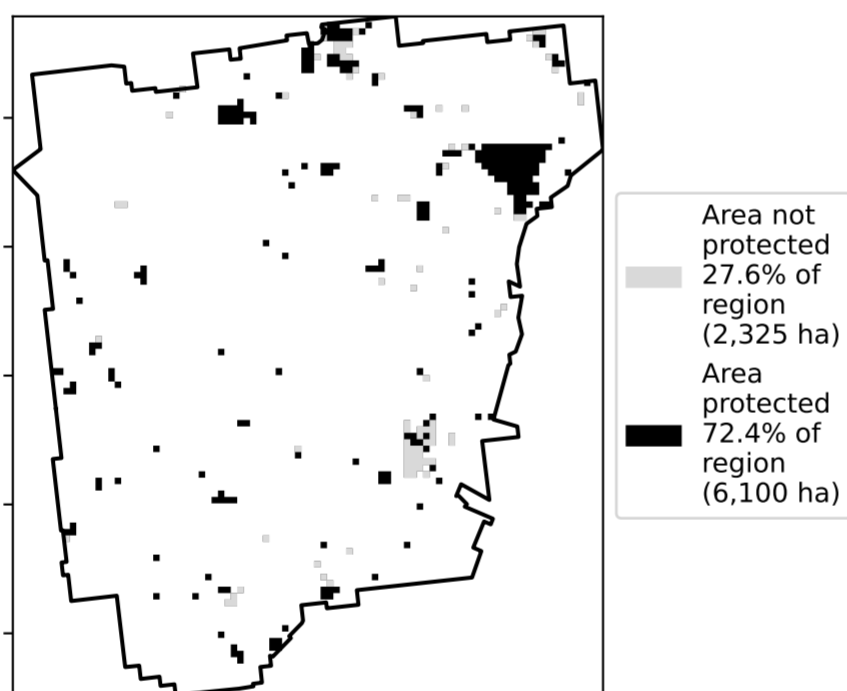 Area not
protected
27.6% of
region
(2,325 ha)
Area
protected
72.4% of
region
(6,100 ha)